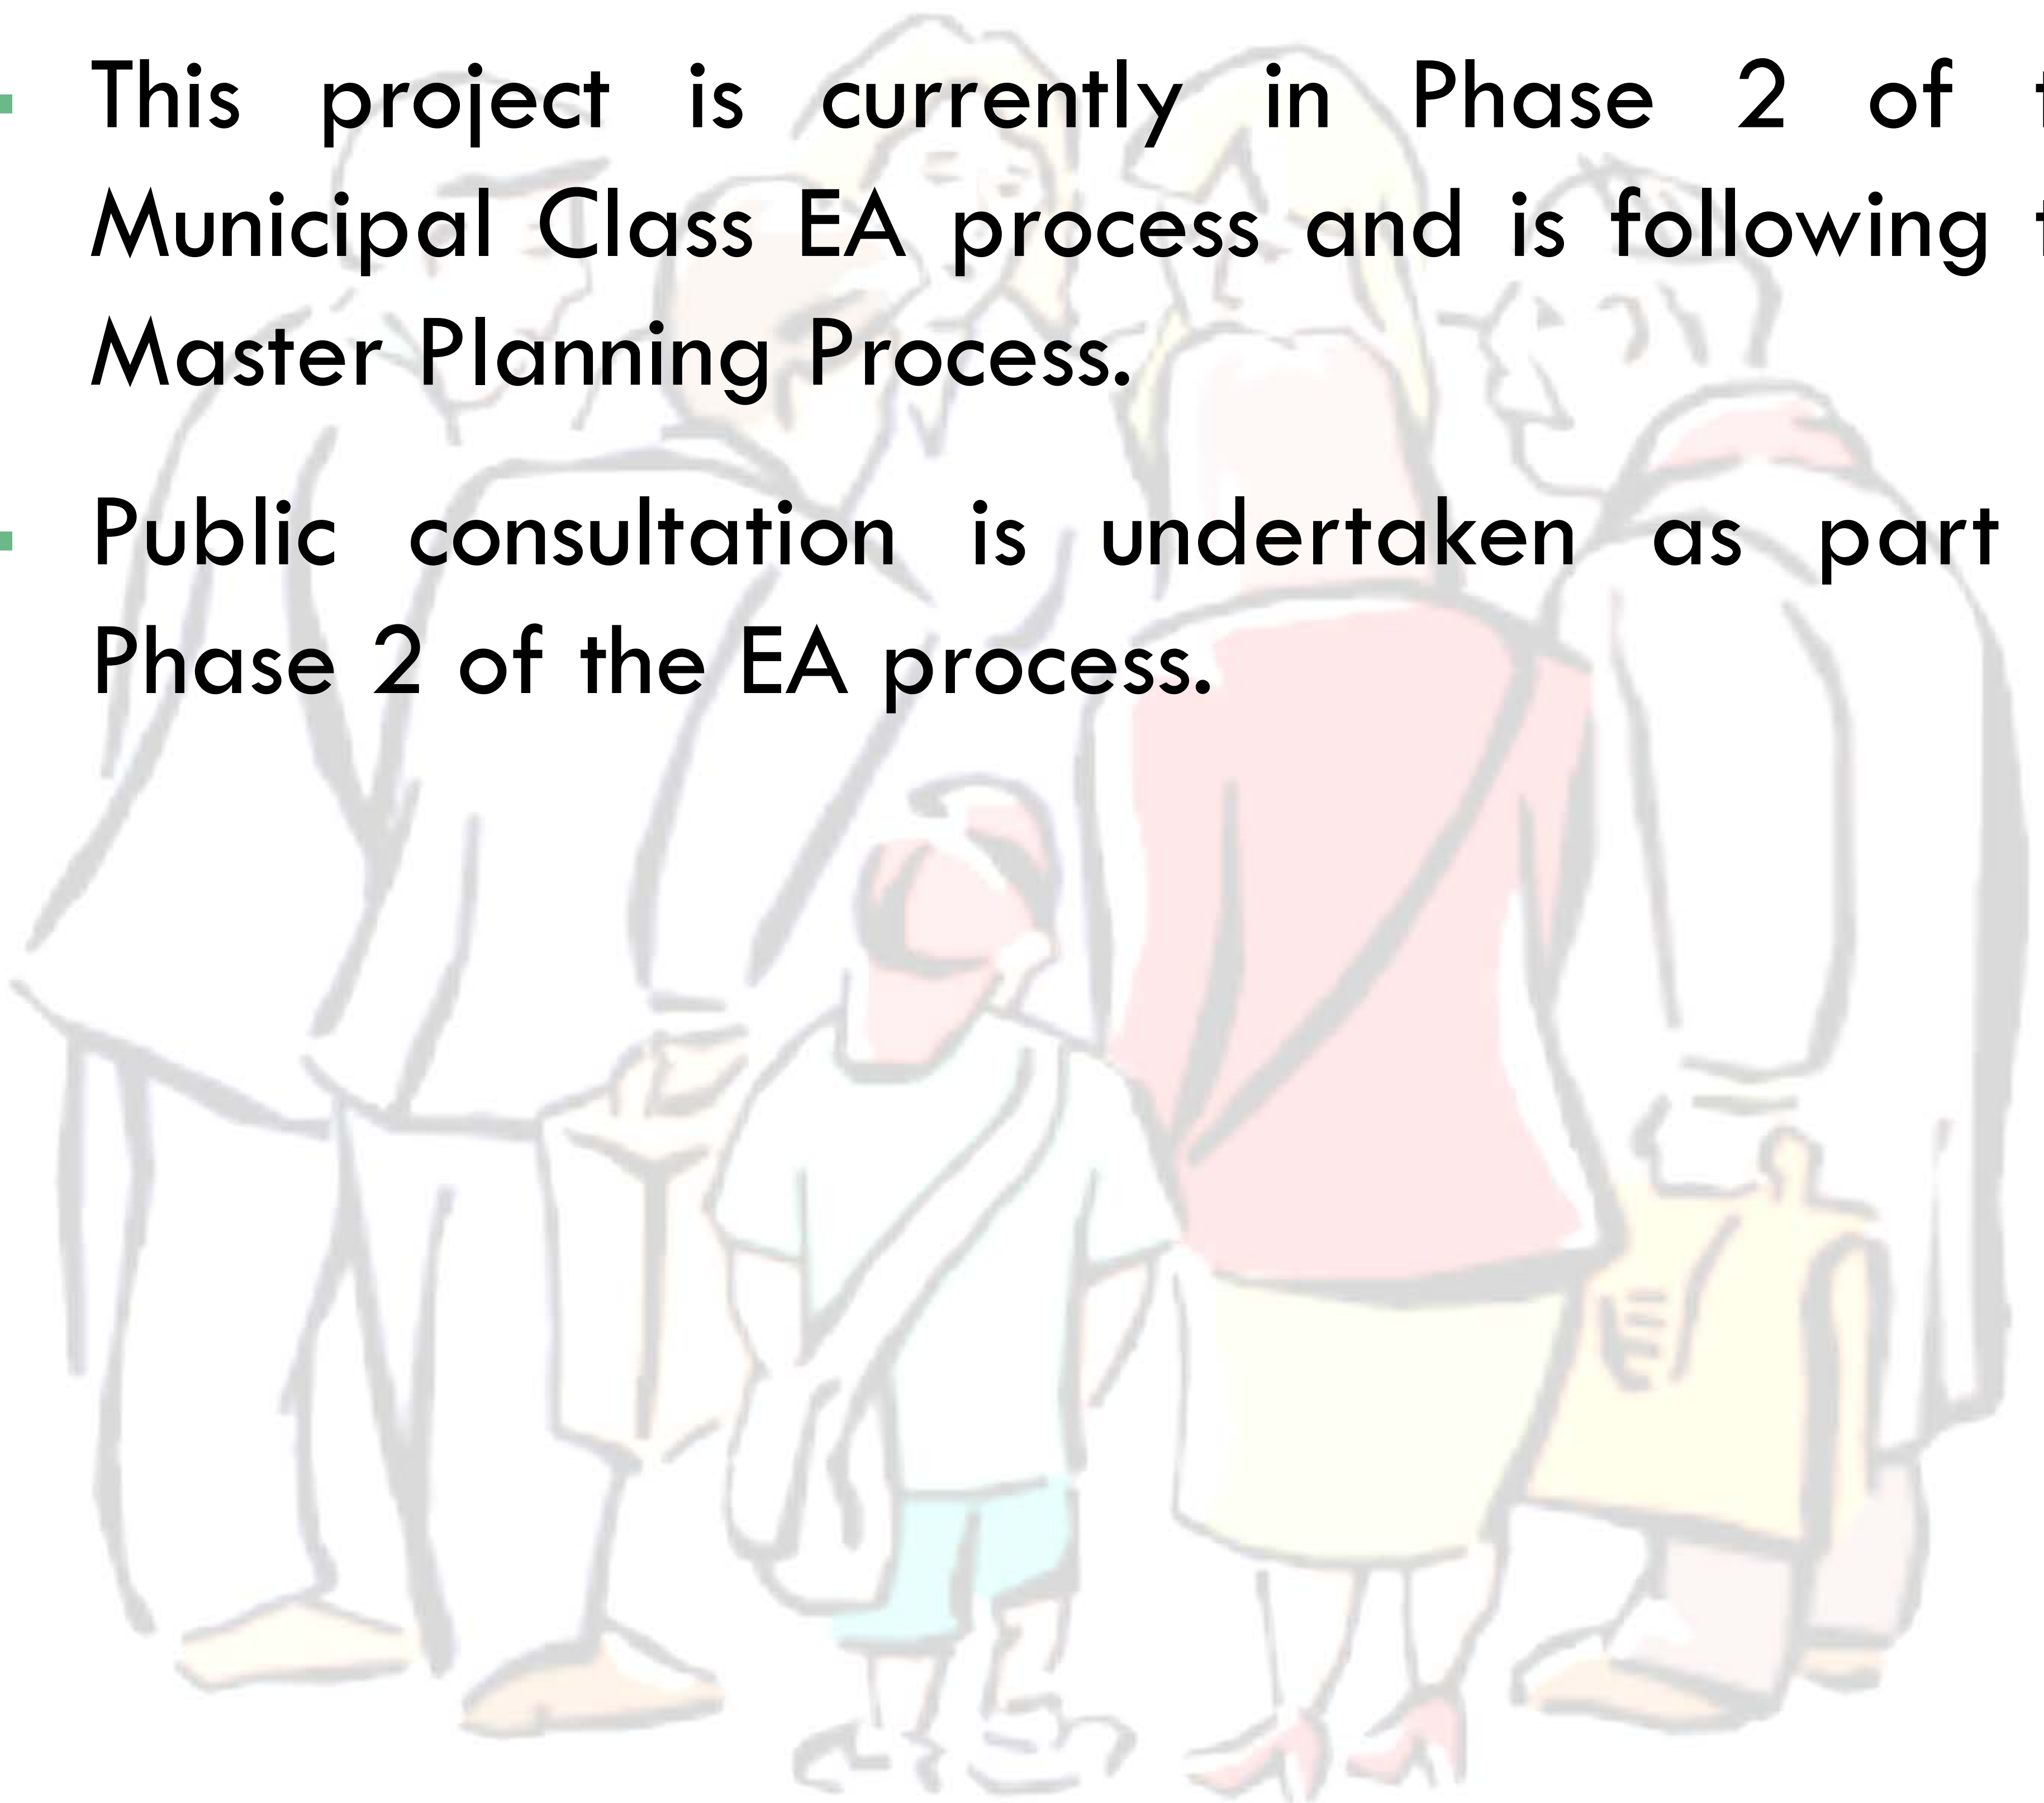 This project is currently in Phase 2 of
Municipal Class EA process and is following
Master Planning Process.
Public consultation is undertaken as part
Phase 2 of the EA process.